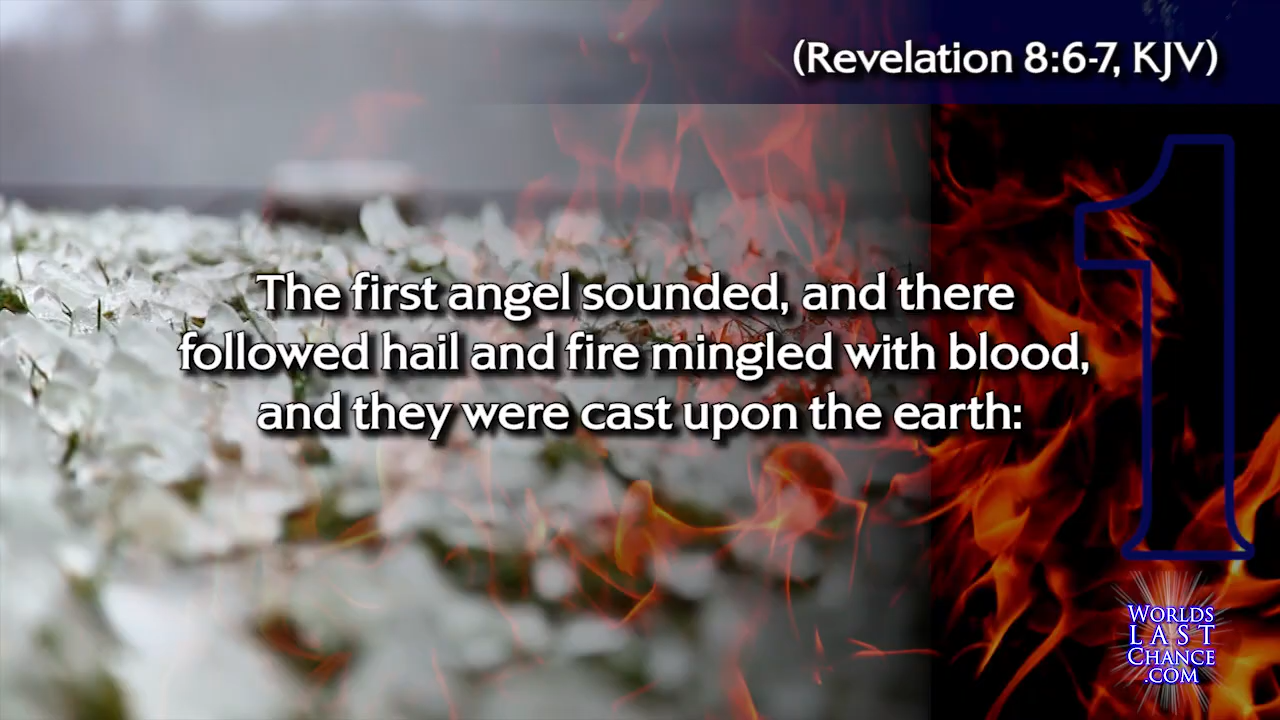 (Revelation 8:6-7, KJV)
1
The first angel sounded, and there
followed hail and fire mingled with blood,
and they were cast upon the earth:
WORLDS
LAST
CHANCE
.COM